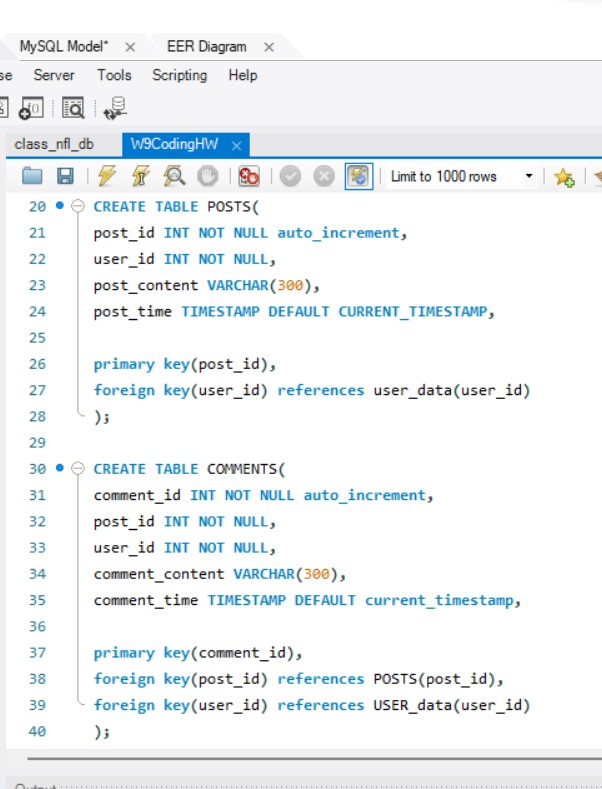 MySQL Model* × EER Diagram ×
se Server Tools Scripting Help
class_nfl_db W9CodingHW ×
Limit to 1000 rows
20 CREATE TABLE POSTS(
21 post_id INT NOT NULL auto_increment,
22 user_id INT NOT NULL,
23 post_content VARCHAR(300),
24 post_time TIMESTAMP DEFAULT CURRENT_TIMESTAMP,
25
26 primary key(post_id),
27 foreign key(user_id) references user_data(user_id)
28 );
29
30 CREATE TABLE COMMENTS(
31 comment_id INT NOT NULL auto_increment,
32 post_id INT NOT NULL,
33 user_id INT NOT NULL,
34 comment_content VARCHAR(300),
35 comment_time TIMESTAMP DEFAULT current_timestamp,
36
37 primary key(comment_id),
38 foreign key(post_id) references POSTS(post_id),
39 foreign key(user_id) references USER_data(user_id)
40 );